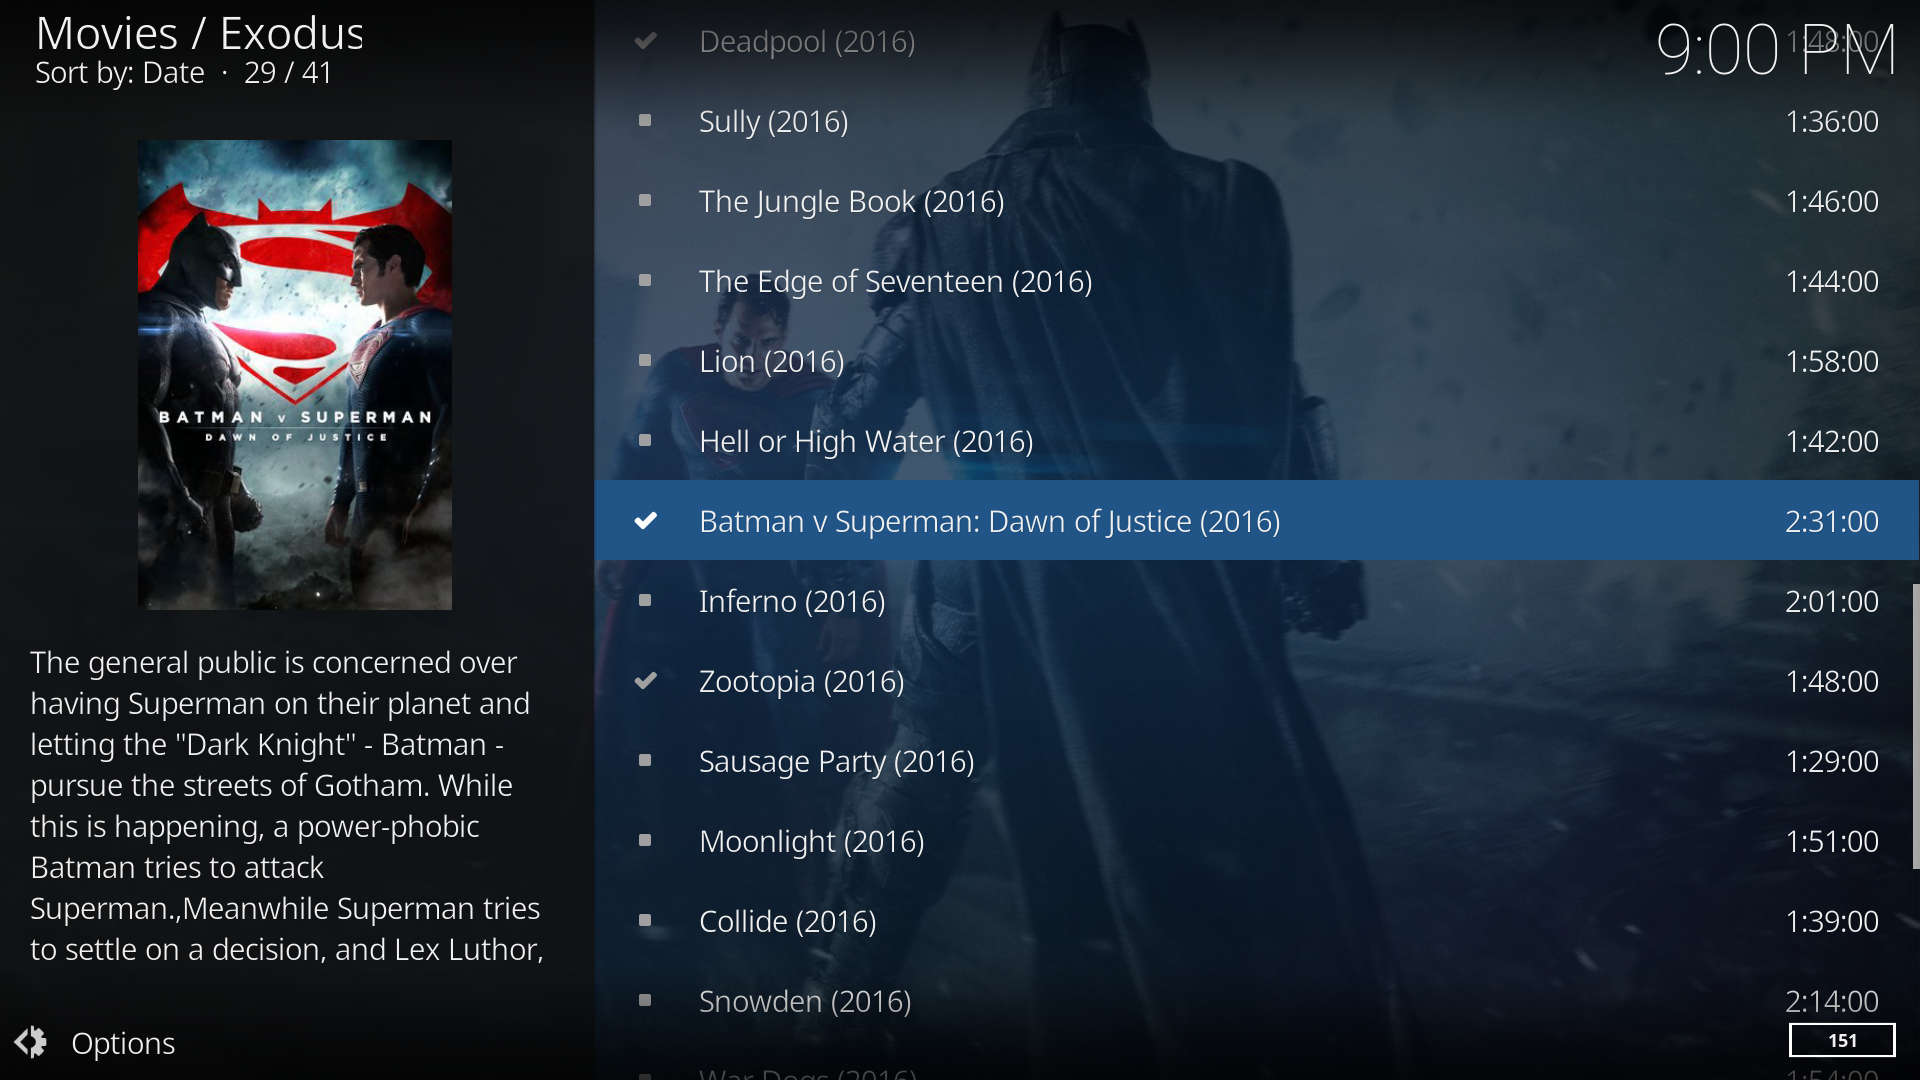 Movies / Exodus
Sort by: Date · 29 / 41
9:00 PM
BATMAN v SUPERMAN
DAWN OF JUSTICE
The general public is concerned over
having Superman on their planet and
letting the "Dark Knight" - Batman -
pursue the streets of Gotham. While
this is happening, a power-phobic
Batman tries to attack
Superman.,Meanwhile Superman tries
to settle on a decision, and Lex Luthor,
Options
Deadpool (2016) 1:48:00
Sully (2016) 1:36:00
The Jungle Book (2016) 1:46:00
The Edge of Seventeen (2016) 1:44:00
Lion (2016) 1:58:00
Hell or High Water (2016) 1:42:00
Batman v Superman: Dawn of Justice (2016) 2:31:00
Inferno (2016) 2:01:00
Zootopia (2016) 1:48:00
Sausage Party (2016) 1:29:00
Moonlight (2016) 1:51:00
Collide (2016) 1:39:00
Snowden (2016) 2:14:00
War Dogs (2016) 1:54:00
151